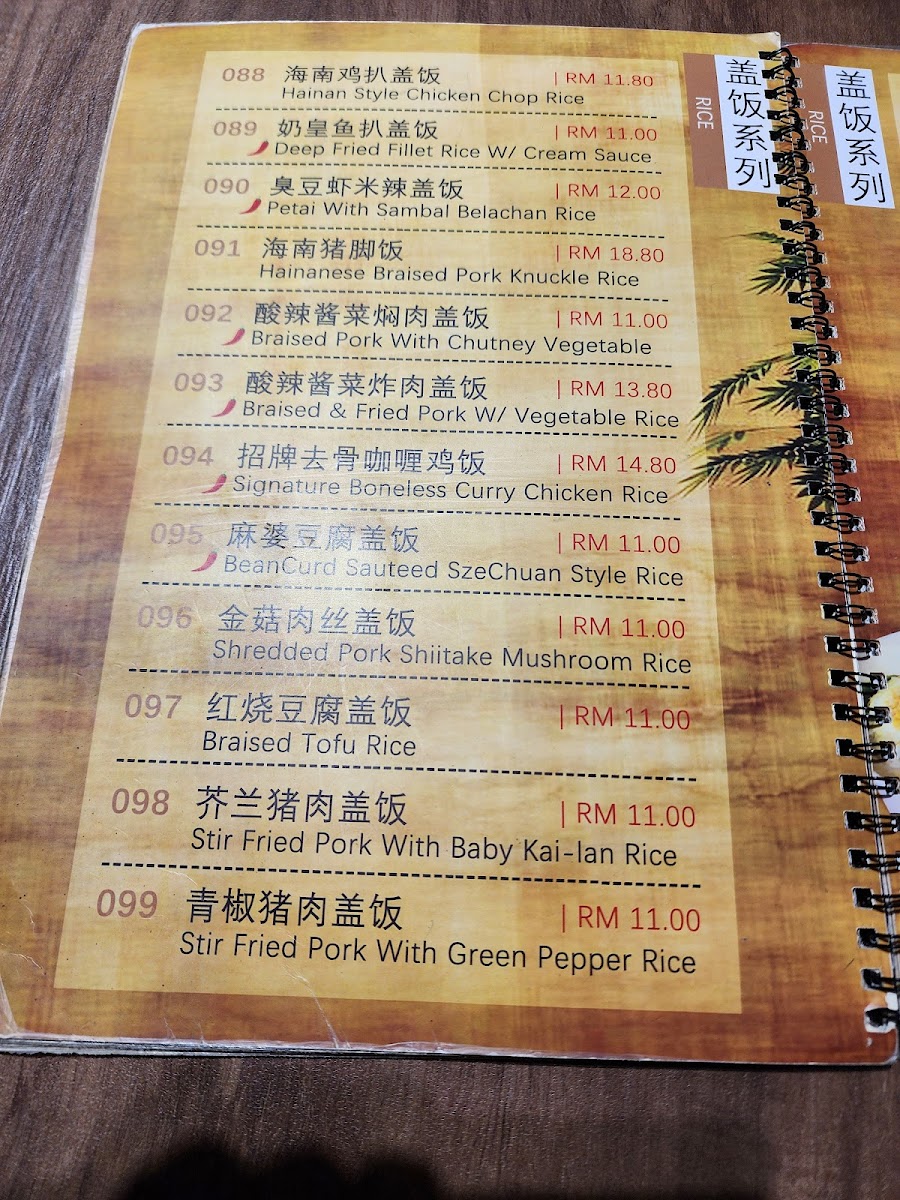 盖饭系列
RICE
盖饭系列
RICE
088 海南鸡扒盖饭 | RM 11.80
Hainan Style Chicken Chop Rice
089 奶皇鱼扒盖饭 | RM 11.00
Deep Fried Fillet Rice W/ Cream Sauce
090 臭豆虾米辣盖饭 | RM 12.00
Petai With Sambal Belachan Rice
091 海南猪脚饭 | RM 18.80
Hainanese Braised Pork Knuckle Rice
092 酸辣酱菜焖肉盖饭 | RM 11.00
Braised Pork With Chutney Vegetable
093 酸辣酱菜炸肉盖饭 | RM 13.80
Braised & Fried Pork W/ Vegetable Rice
094 招牌去骨咖喱鸡饭 | RM 14.80
Signature Boneless Curry Chicken Rice
095 麻婆豆腐盖饭 | RM 11.00
BeanCurd Sauteed SzeChuan Style Rice
096 金菇肉丝盖饭 | RM 11.00
Shredded Pork Shiitake Mushroom Rice
097 红烧豆腐盖饭 | RM 11.00
Braised Tofu Rice
098 芥兰猪肉盖饭 | RM 11.00
Stir Fried Pork With Baby Kai-lan Rice
099 青椒猪肉盖饭 | RM 11.00
Stir Fried Pork With Green Pepper Rice